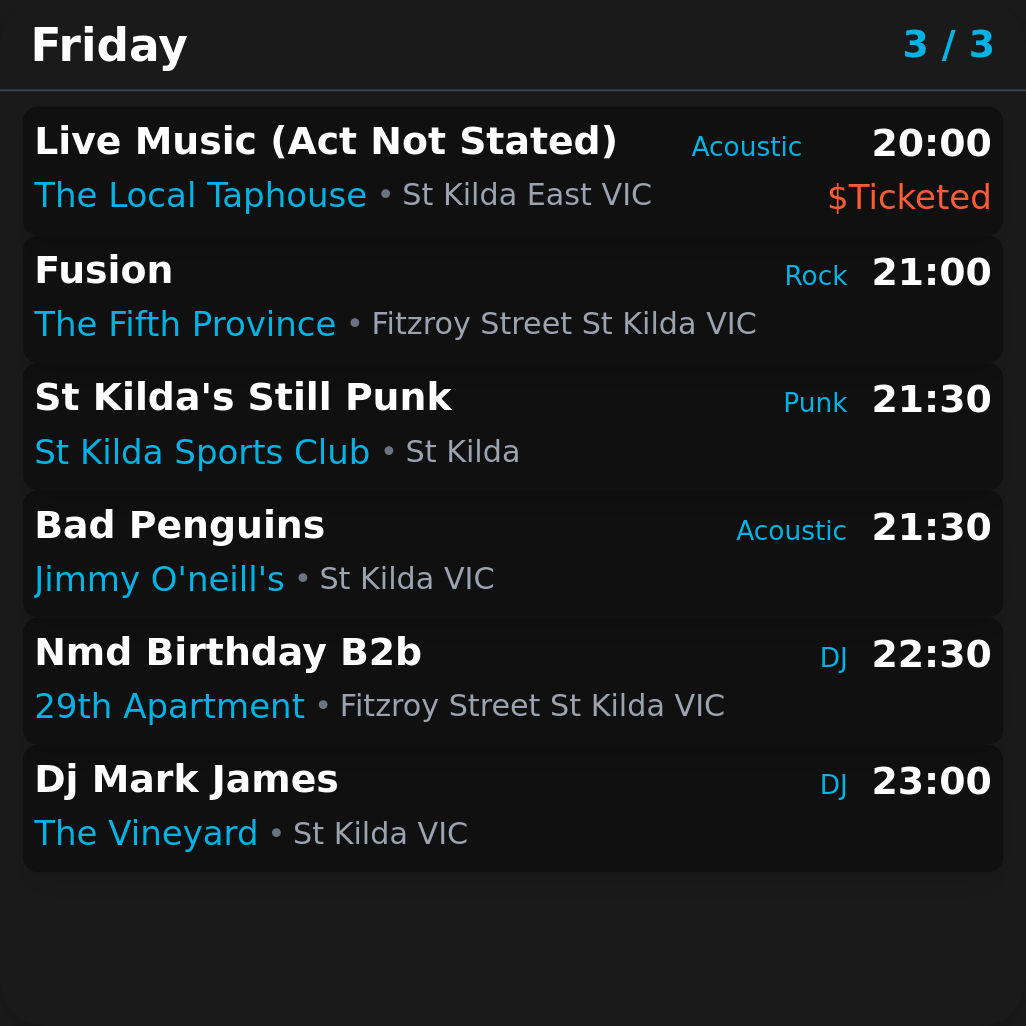 Friday 3 / 3
Live Music (Act Not Stated) Acoustic 20:00
The Local Taphouse • St Kilda East VIC $Ticketed
Fusion Rock 21:00
The Fifth Province • Fitzroy Street St Kilda VIC
St Kilda's Still Punk Punk 21:30
St Kilda Sports Club • St Kilda
Bad Penguins Acoustic 21:30
Jimmy O'neill's • St Kilda VIC
Nmd Birthday B2b DJ 22:30
29th Apartment • Fitzroy Street St Kilda VIC
Dj Mark James DJ 23:00
The Vineyard • St Kilda VIC